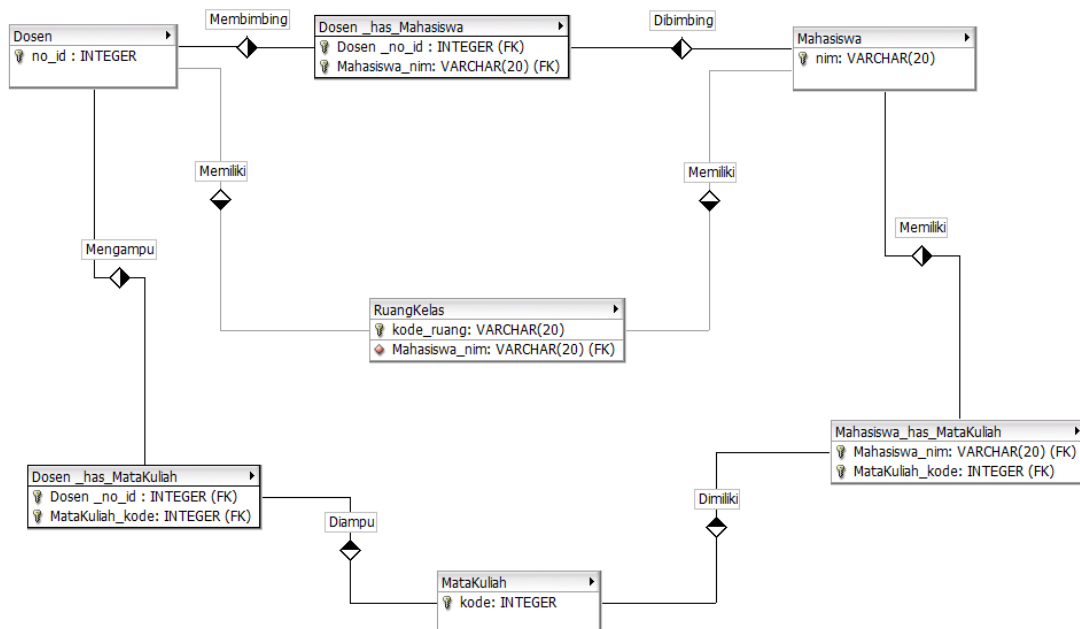 Membimbing
Dibimbing
Dosen
no_id : INTEGER
Dosen _has_Mahasiswa
Dosen _no_id : INTEGER (FK)
Mahasiswa_nim: VARCHAR(20) (FK)
Mahasiswa
nim: VARCHAR(20)
Memiliki
Memiliki
Mengampu
Memiliki
RuangKelas
kode_ruang: VARCHAR(20)
Mahasiswa_nim: VARCHAR(20) (FK)
Mahasiswa_has_MataKuliah
Mahasiswa_nim: VARCHAR(20) (FK)
MataKuliah_kode: INTEGER (FK)
Dosen _has_MataKuliah
Dosen _no_id : INTEGER (FK)
MataKuliah_kode: INTEGER (FK)
Diampu
Dimiliki
MataKuliah
kode: INTEGER